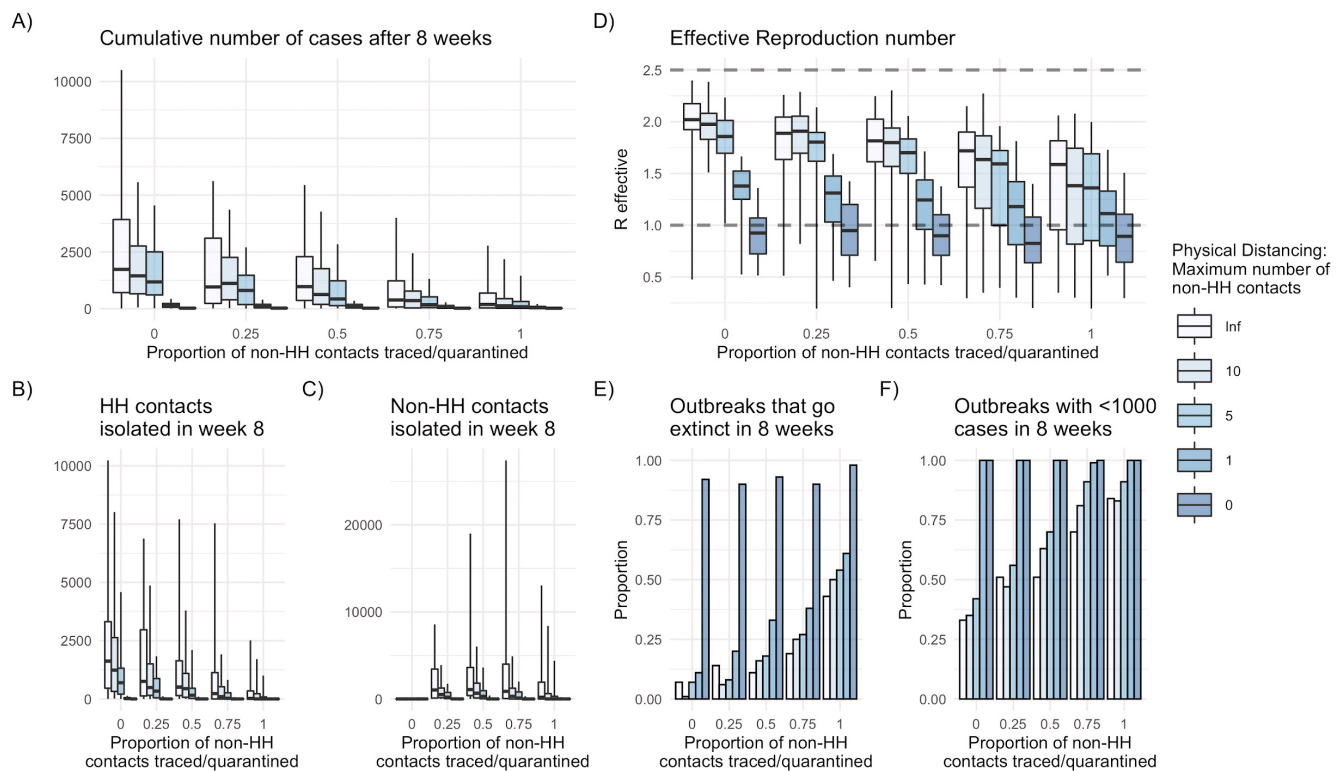 A)
Cumulative number of cases after 8 weeks
10000
7500
5000
2500
0
0 0.25 0.5 0.75 1
Proportion of non-HH contacts traced/quarantined
D)
Effective Reproduction number
R effective
2.5
2.0
1.5
1.0
0.5
0 0.25 0.5 0.75 1
Proportion of non-HH contacts traced/quarantined
Physical Distancing:
Maximum number of
non-HH contacts
Inf
10
5
1
0
B)
HH contacts
isolated in week 8
10000
7500
5000
2500
0
0 0.25 0.5 0.75 1
Proportion of non-HH
contacts traced/quarantined
C)
Non-HH contacts
isolated in week 8
20000
10000
0
0 0.25 0.5 0.75 1
Proportion of non-HH
contacts traced/quarantined
E)
Outbreaks that go
extinct in 8 weeks
Proportion
1.00
0.75
0.50
0.25
0.00
0 0.25 0.5 0.75 1
Proportion of non-HH
contacts traced/quarantined
F)
Outbreaks with <1000
cases in 8 weeks
Proportion
1.00
0.75
0.50
0.25
0.00
0 0.25 0.5 0.75 1
Proportion of non-HH
contacts traced/quarantined